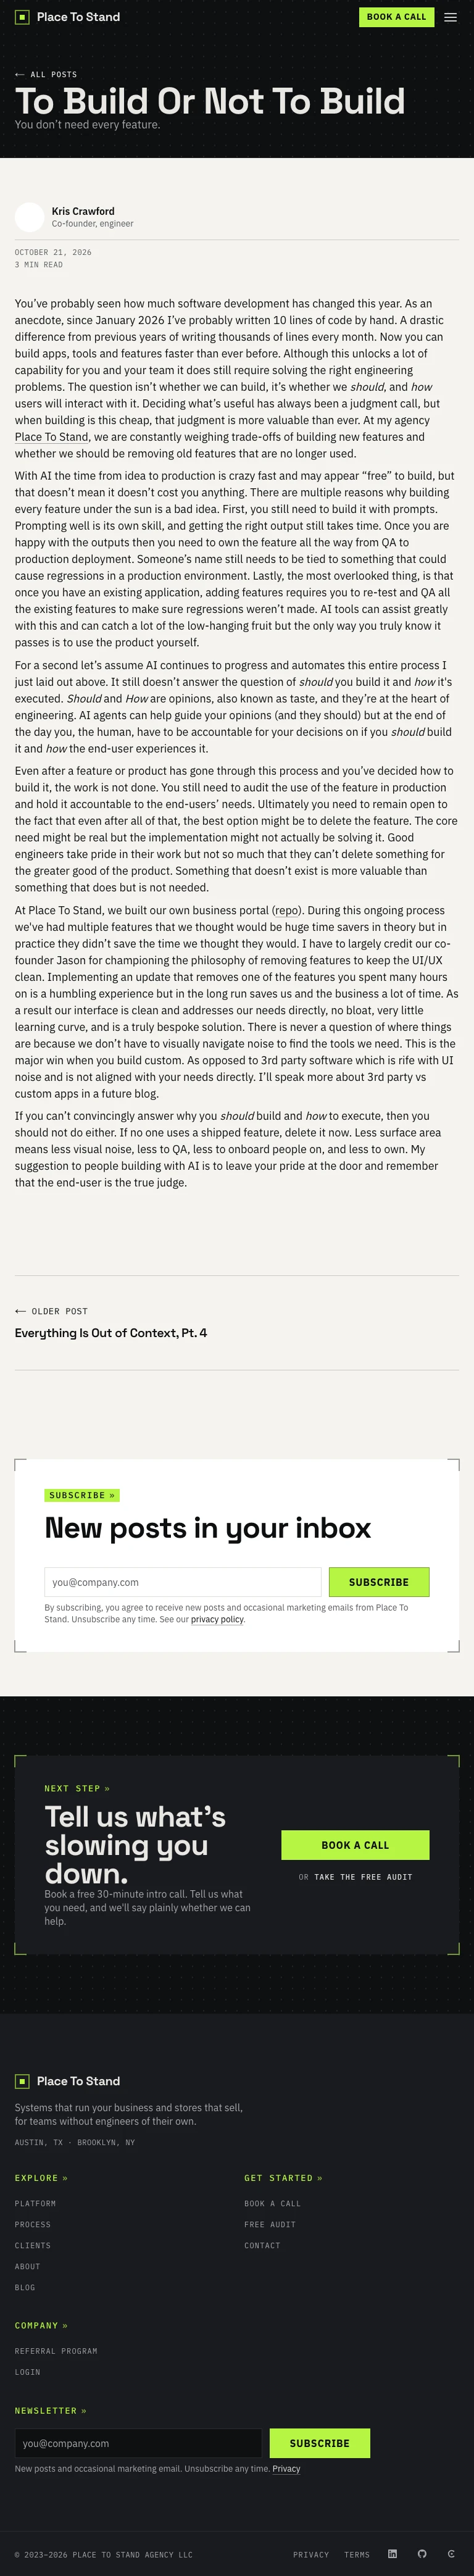 Place To Stand
BOOK A CALL
← ALL POSTS
To Build Or Not To Build
You don’t need every feature.
Kris Crawford
Co-founder, engineer
OCTOBER 21, 2026
3 MIN READ
You’ve probably seen how much software development has changed this year. As an
anecdote, since January 2026 I’ve probably written 10 lines of code by hand. A drastic
difference from previous years of writing thousands of lines every month. Now you can
build apps, tools and features faster than ever before. Although this unlocks a lot of
capability for you and your team it does still require solving the right engineering
problems. The question isn’t whether we can build, it’s whether we should, and how
users will interact with it. Deciding what’s useful has always been a judgment call, but
when building is this cheap, that judgment is more valuable than ever. At my agency
Place To Stand, we are constantly weighing trade-offs of building new features and
whether we should be removing old features that are no longer used.
With AI the time from idea to production is crazy fast and may appear “free” to build, but
that doesn’t mean it doesn’t cost you anything. There are multiple reasons why building
every feature under the sun is a bad idea. First, you still need to build it with prompts.
Prompting well is its own skill, and getting the right output still takes time. Once you are
happy with the outputs then you need to own the feature all the way from QA to
production deployment. Someone’s name still needs to be tied to something that could
cause regressions in a production environment. Lastly, the most overlooked thing, is that
once you have an existing application, adding features requires you to re-test and QA all
the existing features to make sure regressions weren’t made. AI tools can assist greatly
with this and can catch a lot of the low-hanging fruit but the only way you truly know it
passes is to use the product yourself.
For a second let’s assume AI continues to progress and automates this entire process I
just laid out above. It still doesn’t answer the question of should you build it and how it's
executed. Should and How are opinions, also known as taste, and they’re at the heart of
engineering. AI agents can help guide your opinions (and they should) but at the end of
the day you, the human, have to be accountable for your decisions on if you should build
it and how the end-user experiences it.
Even after a feature or product has gone through this process and you’ve decided how to
build it, the work is not done. You still need to audit the use of the feature in production
and hold it accountable to the end-users’ needs. Ultimately you need to remain open to
the fact that even after all of that, the best option might be to delete the feature. The core
need might be real but the implementation might not actually be solving it. Good
engineers take pride in their work but not so much that they can’t delete something for
the greater good of the product. Something that doesn’t exist is more valuable than
something that does but is not needed.
At Place To Stand, we built our own business portal (repo). During this ongoing process
we've had multiple features that we thought would be huge time savers in theory but in
practice they didn’t save the time we thought they would. I have to largely credit our co-
founder Jason for championing the philosophy of removing features to keep the UI/UX
clean. Implementing an update that removes one of the features you spent many hours
on is a humbling experience but in the long run saves us and the business a lot of time. As
a result our interface is clean and addresses our needs directly, no bloat, very little
learning curve, and is a truly bespoke solution. There is never a question of where things
are because we don’t have to visually navigate noise to find the tools we need. This is the
major win when you build custom. As opposed to 3rd party software which is rife with UI
noise and is not aligned with your needs directly. I’ll speak more about 3rd party vs
custom apps in a future blog.
If you can’t convincingly answer why you should build and how to execute, then you
should not do either. If no one uses a shipped feature, delete it now. Less surface area
means less visual noise, less to QA, less to onboard people on, and less to own. My
suggestion to people building with AI is to leave your pride at the door and remember
that the end-user is the true judge.
← OLDER POST
Everything Is Out of Context, Pt. 4
SUBSCRIBE »
New posts in your inbox
you@company.com
SUBSCRIBE
By subscribing, you agree to receive new posts and occasional marketing emails from Place To
Stand. Unsubscribe any time. See our privacy policy.
NEXT STEP »
Tell us what’s
slowing you
down.
Book a free 30-minute intro call. Tell us what
you need, and we’ll say plainly whether we can
help.
BOOK A CALL
OR TAKE THE FREE AUDIT
Place To Stand
Systems that run your business and stores that sell,
for teams without engineers of their own.
AUSTIN, TX · BROOKLYN, NY
EXPLORE »
PLATFORM
PROCESS
CLIENTS
ABOUT
BLOG
GET STARTED »
BOOK A CALL
FREE AUDIT
CONTACT
COMPANY »
REFERRAL PROGRAM
LOGIN
NEWSLETTER »
you@company.com
SUBSCRIBE
New posts and occasional marketing email. Unsubscribe any time. Privacy
© 2023–2026 PLACE TO STAND AGENCY LLC
PRIVACY
TERMS